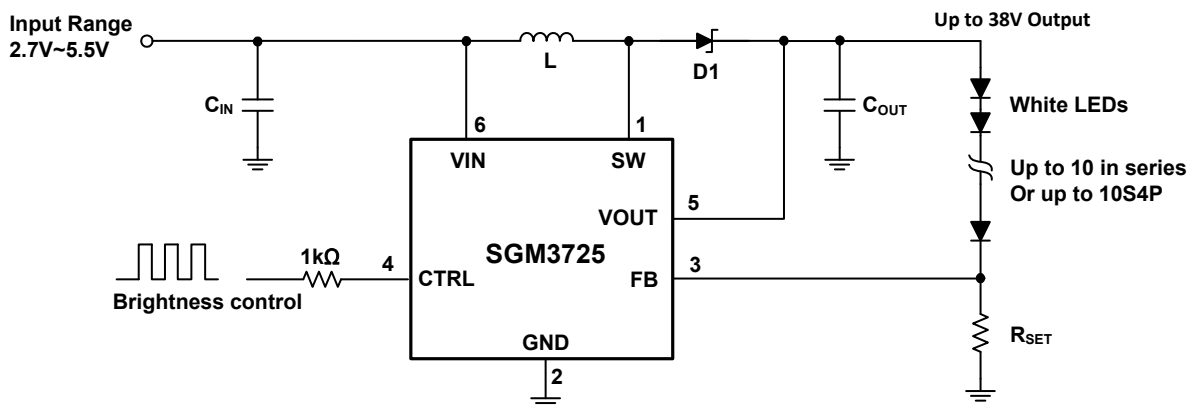 Input Range
2.7V~5.5V
Up to 38V Output
L
D1
CIN
COUT
White LEDs
6
1
VIN
SW
Up to 10 in series
Or up to 10S4P
5
VOUT
SGM3725
1kΩ
4
CTRL
3
FB
Brightness control
GND
2
RSET